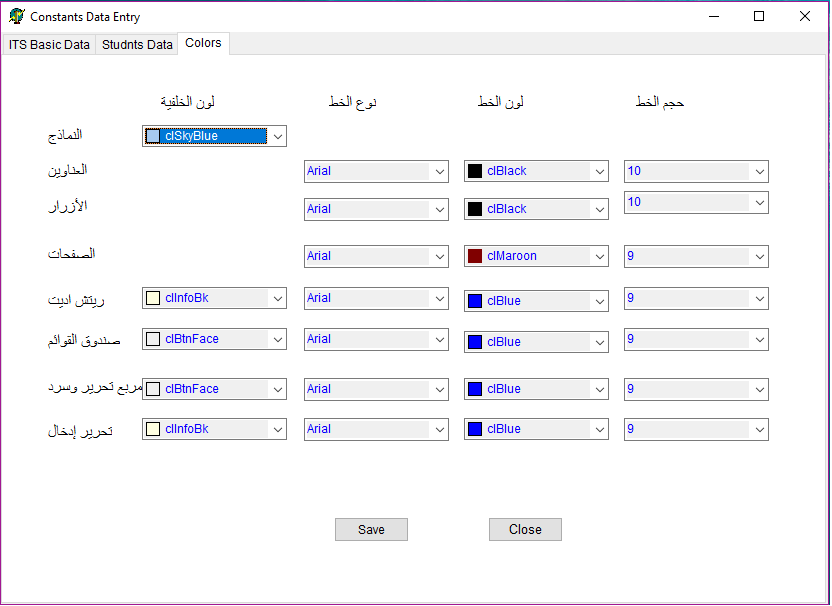 Constants Data Entry
ITS Basic Data Studnts Data Colors
لون الخلفية نوع الخط لون الخط حجم الخط
النماذج clSkyBlue
العناوين Arial clBlack 10
الأزرار Arial clBlack 10
الصفحات Arial clMaroon 9
ريتش اديت clInfoBk Arial clBlue 9
صندوق القوائم clBtnFace Arial clBlue 9
مربع تحرير وسرد clBtnFace Arial clBlue 9
تحرير إدخال clInfoBk Arial clBlue 9
Save Close